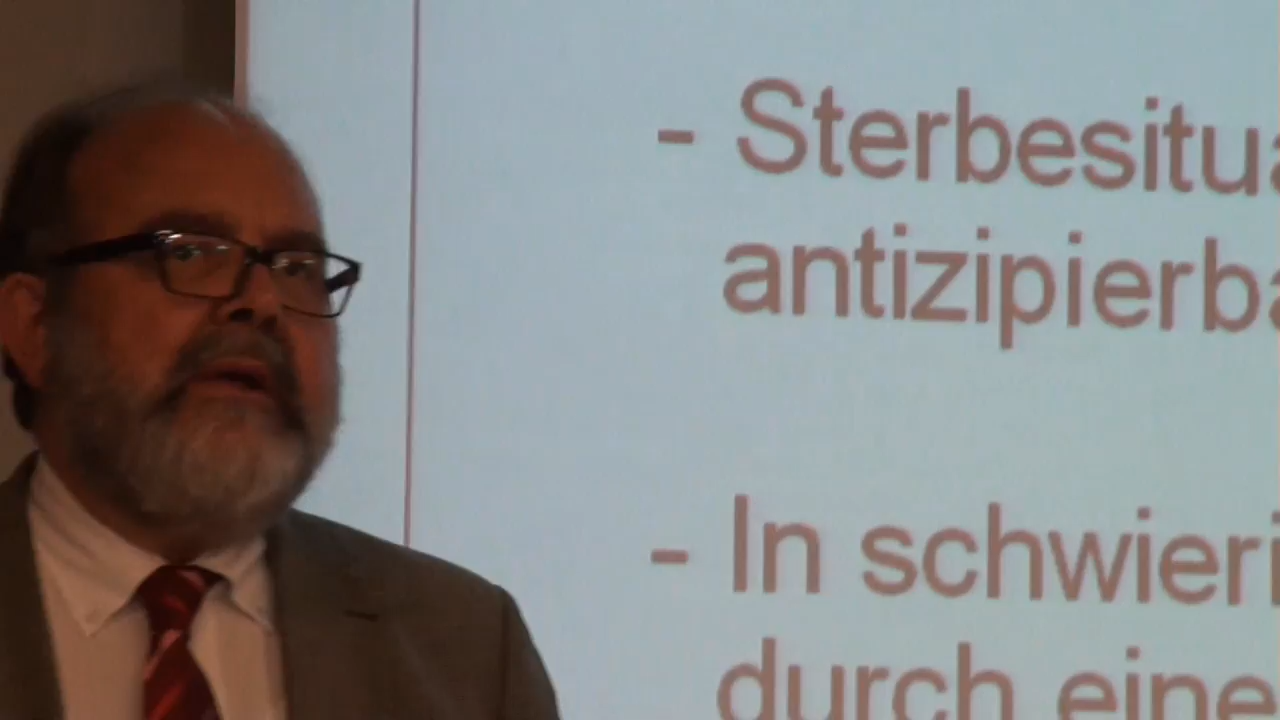 - Sterbesitua
antizipierba
- In schwieri
durch eine